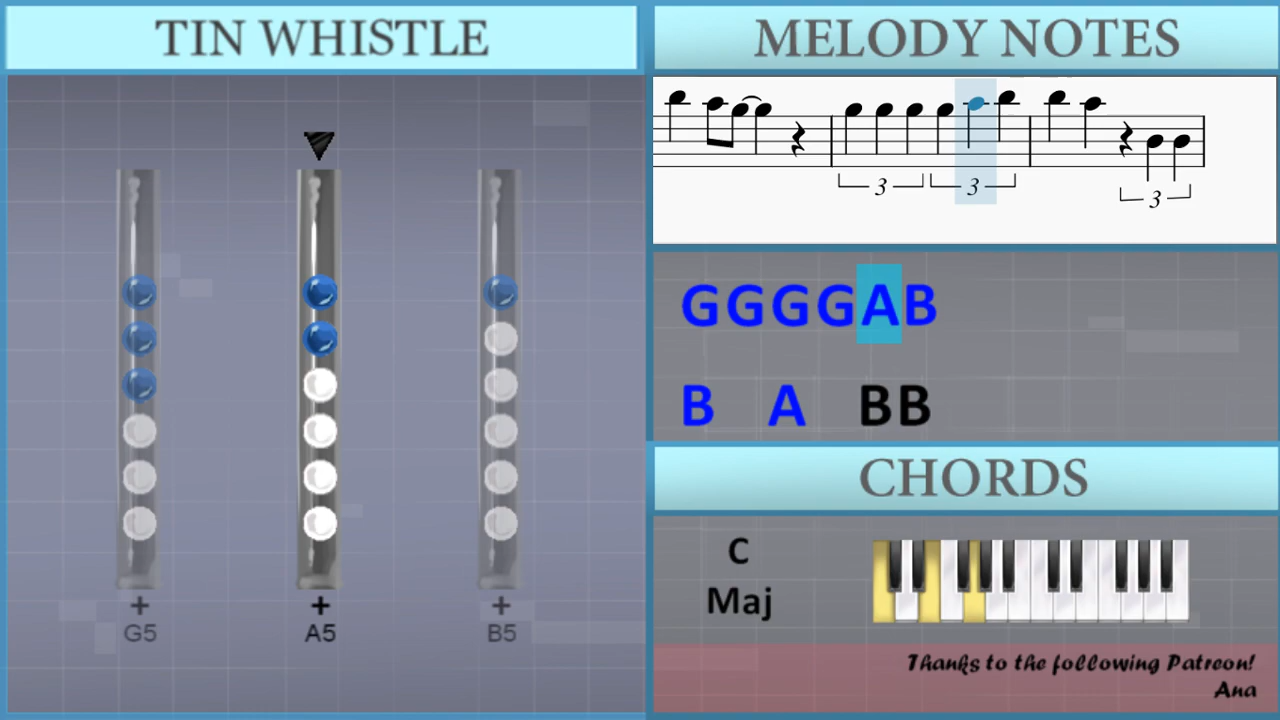 TIN WHISTLE
+ + +
G5 A5 B5
MELODY NOTES
3 3 3
GGGGAB
B A BB
CHORDS
C
Maj
Thanks to the following Patreon!
Ana